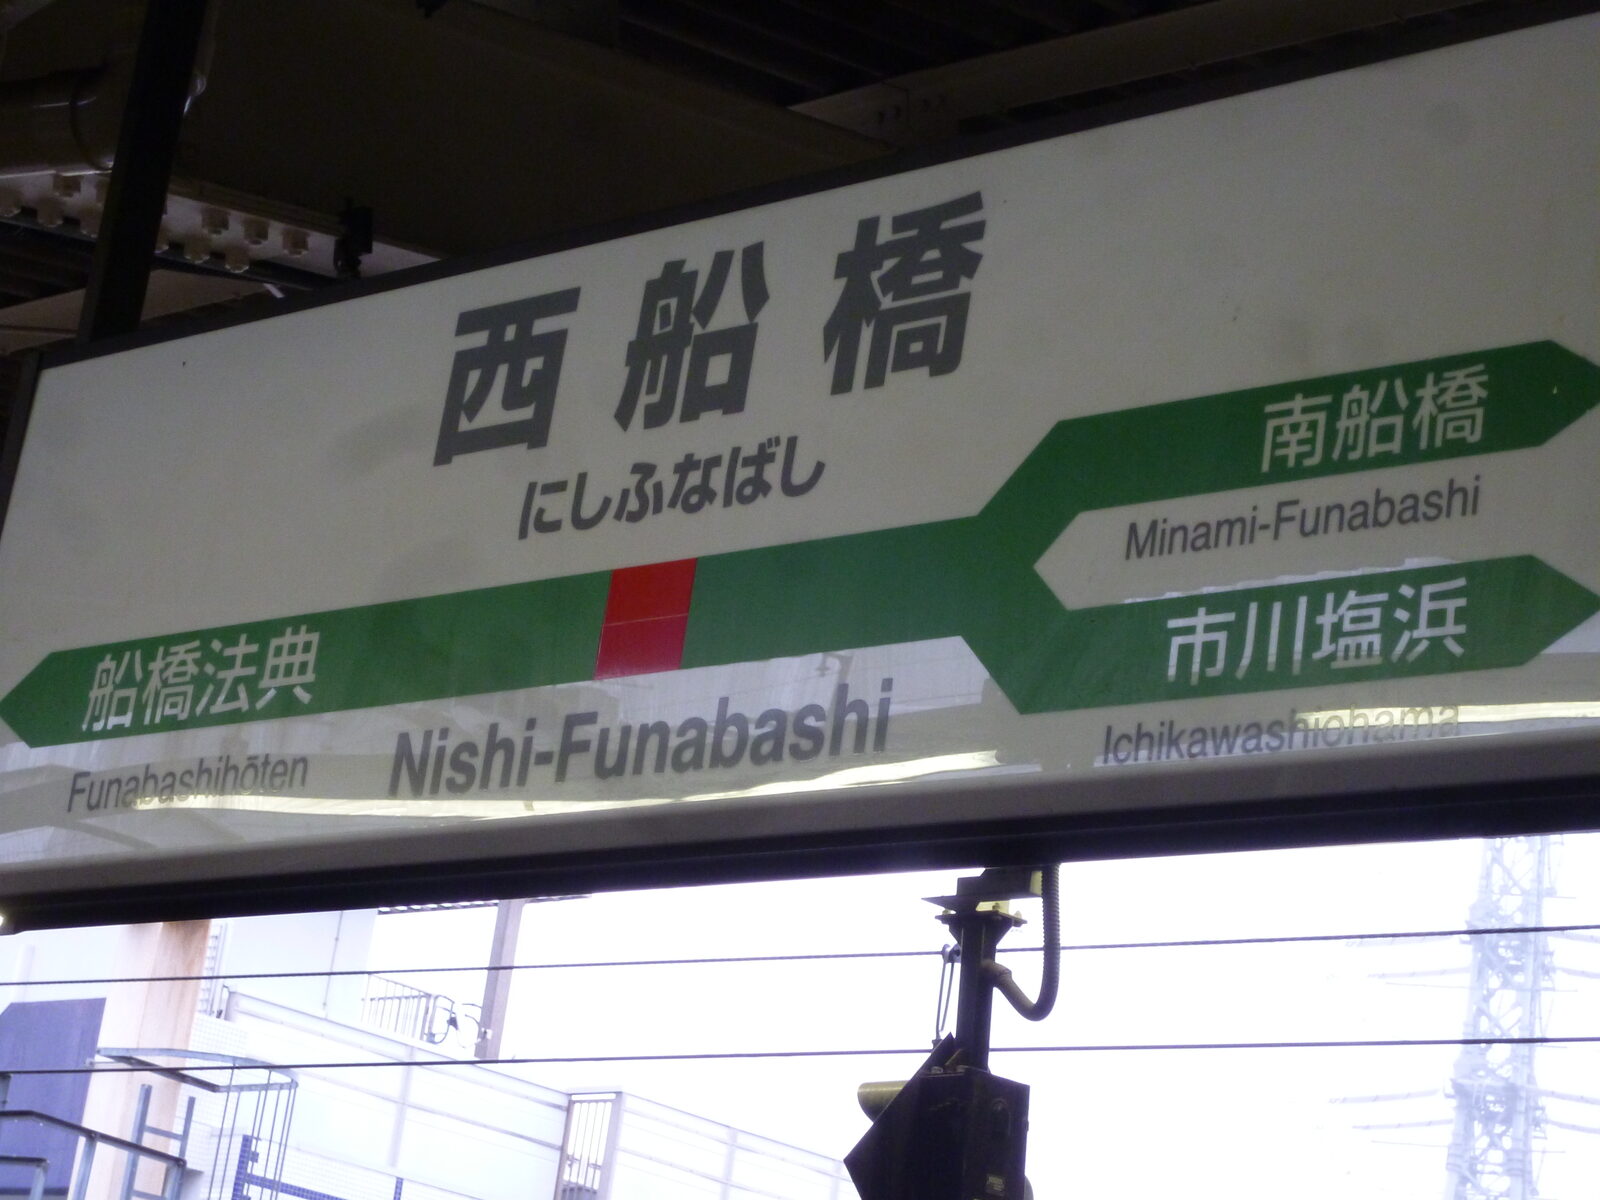 西船橋
にしふなばし
南船橋
Minami-Funabashi
市川塩浜
Ichikawashiohama
船橋法典
Funabashihōten
Nishi-Funabashi